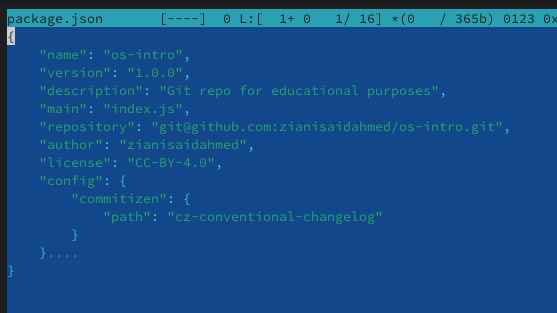 package.json       [----]  0 L:[  1+ 0   1/ 16] *(0   / 365b) 0123 0x
{
    "name": "os-intro",
    "version": "1.0.0",
    "description": "Git repo for educational purposes",
    "main": "index.js",
    "repository": "git@github.com:zianisaidahmed/os-intro.git",
    "author": "zianisaidahmed",
    "license": "CC-BY-4.0",
    "config": {
        "commitizen": {
            "path": "cz-conventional-changelog"
        }
    }....
}